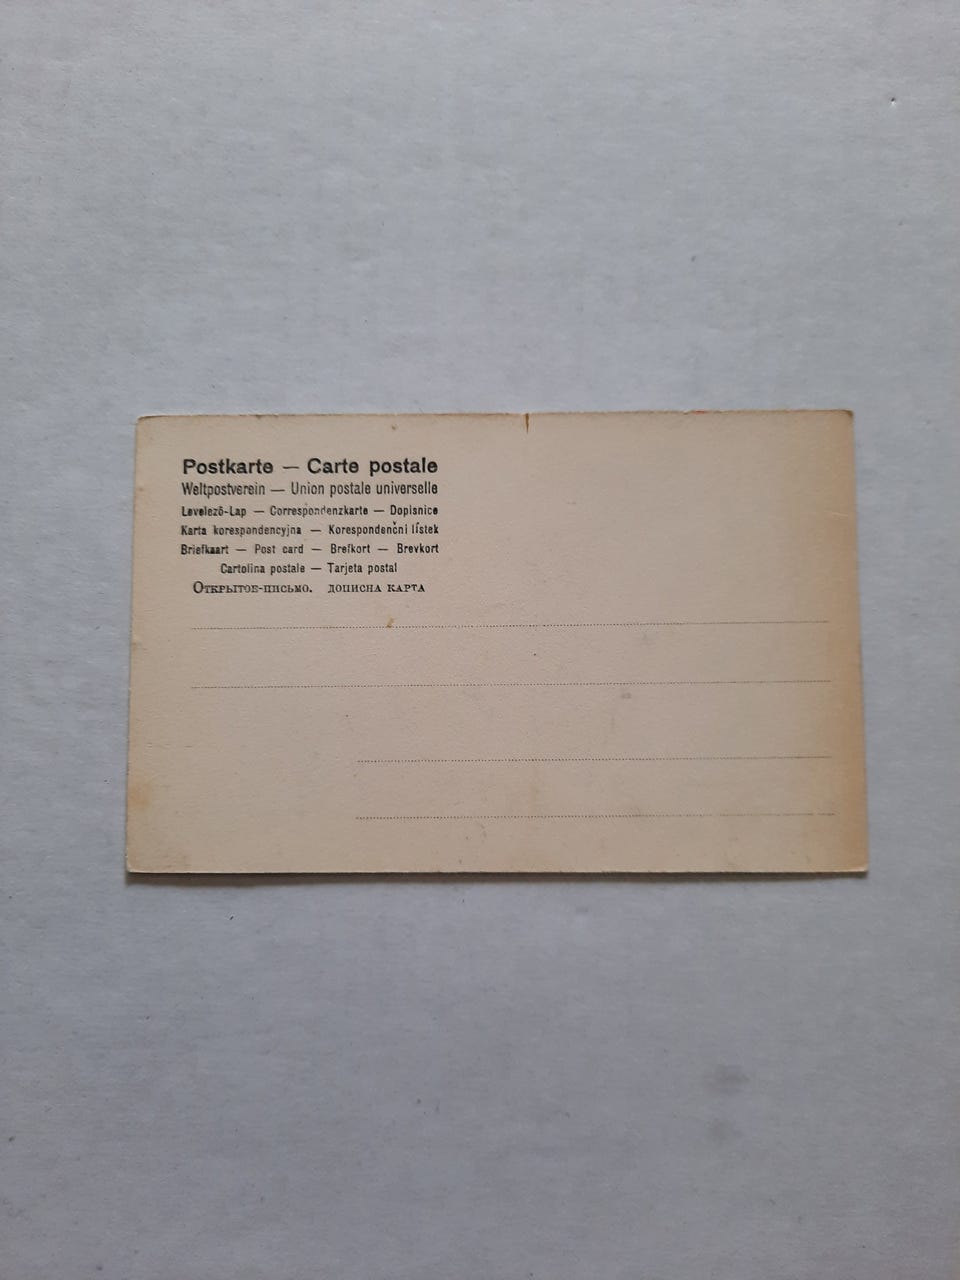 Postkarte — Carte postale
Weltpostverein — Union postale universelle
Levelező-Lap — Correspondenzkarte — Dopisnice
Karta korespondencyjna — Korespondenční lístek
Briefkaart — Post card — Brefkort — Brevkort
Cartolina postale — Tarjeta postal
Открытое-письмо. дописна карта